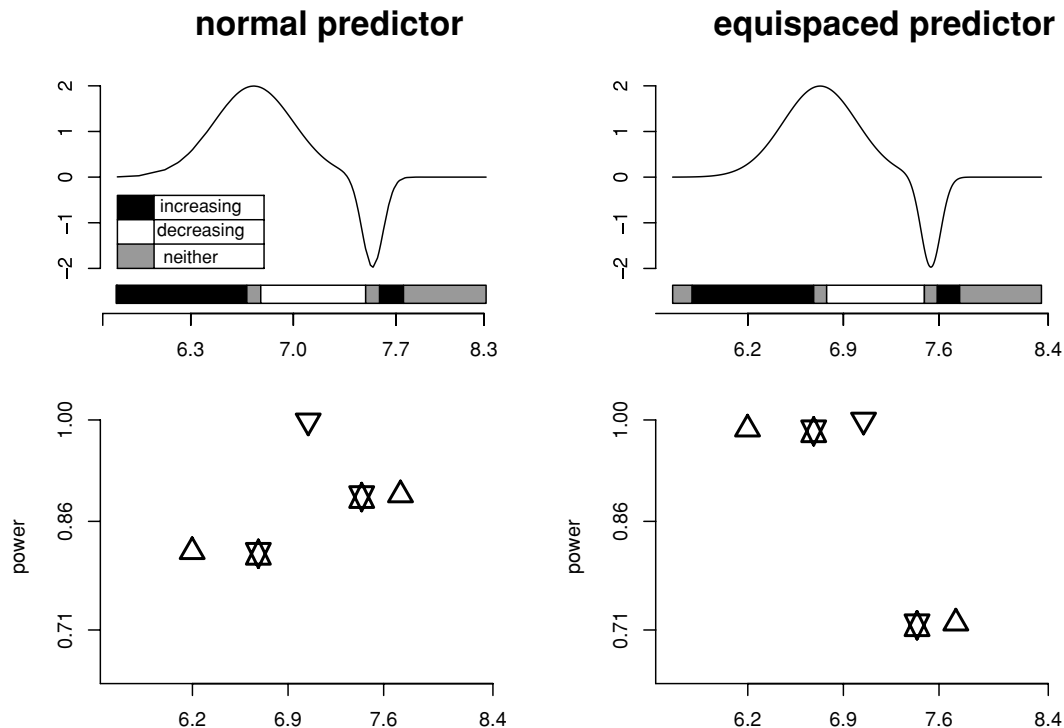 normal predictor
equispaced predictor
2
1
0
−1
−2
increasing
decreasing
neither
6.3 7.0 7.7 8.3
2
1
0
−1
−2
6.2 6.9 7.6 8.4
power
1.00
0.86
0.71
6.2 6.9 7.6 8.4
power
1.00
0.86
0.71
6.2 6.9 7.6 8.4